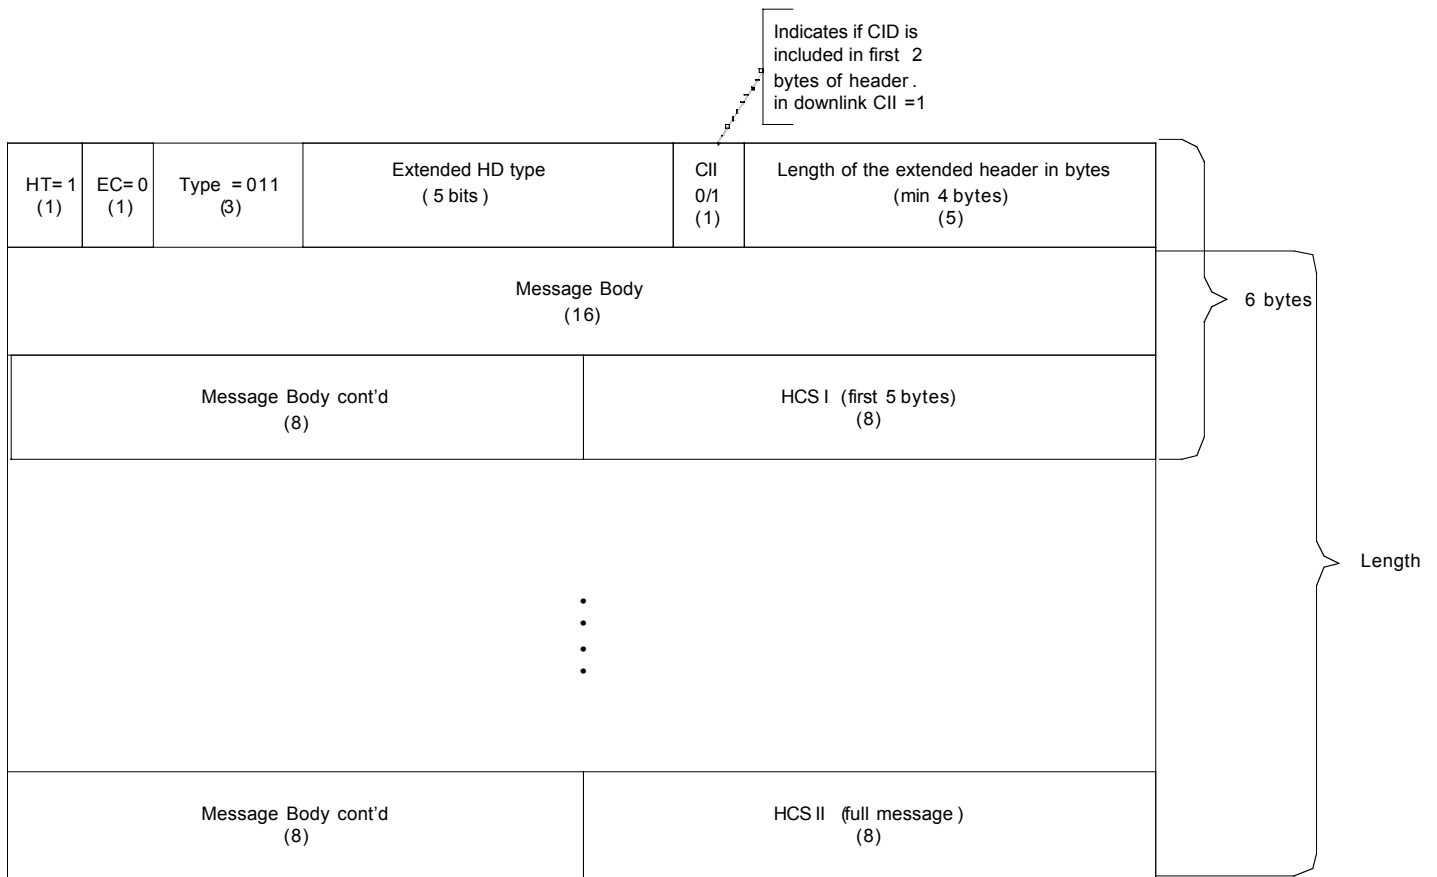 Indicates if CID is
included in first 2
bytes of header .
in downlink CII =1
HT= 1
(1)
EC= 0
(1)
Type = 011
(3)
Extended HD type
( 5 bits )
CII
0/1
(1)
Length of the extended header in bytes
(min 4 bytes)
(5)
Message Body
(16)
6 bytes
Message Body cont’d
(8)
HCS I (first 5 bytes)
(8)
Length
Message Body cont’d
(8)
HCS II (full message )
(8)